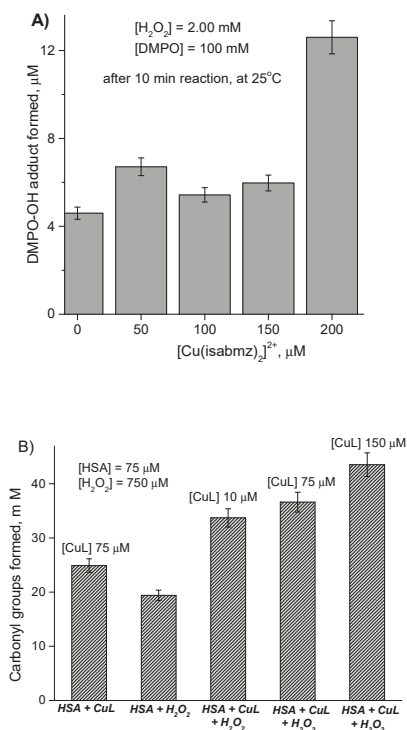 A)
[H₂O₂] = 2.00 mM
[DMPO] = 100 mM
after 10 min reaction, at 25°C
DMPO-OH adduct formed, μM
12
8
4
0
0 50 100 150 200
[Cu(isabmz)₂]²⁺, μM
B)
[HSA] = 75 μM
[H₂O₂] = 750 μM
[CuL] 75 μM
[CuL] 10 μM
[CuL] 75 μM
[CuL] 150 μM
Carbonyl groups formed, m M
40
30
20
10
0
HSA + CuL
HSA + H₂O₂
HSA + CuL
+ H₂O₂
HSA + CuL
+ H₂O₂
HSA + CuL
+ H₂O₂